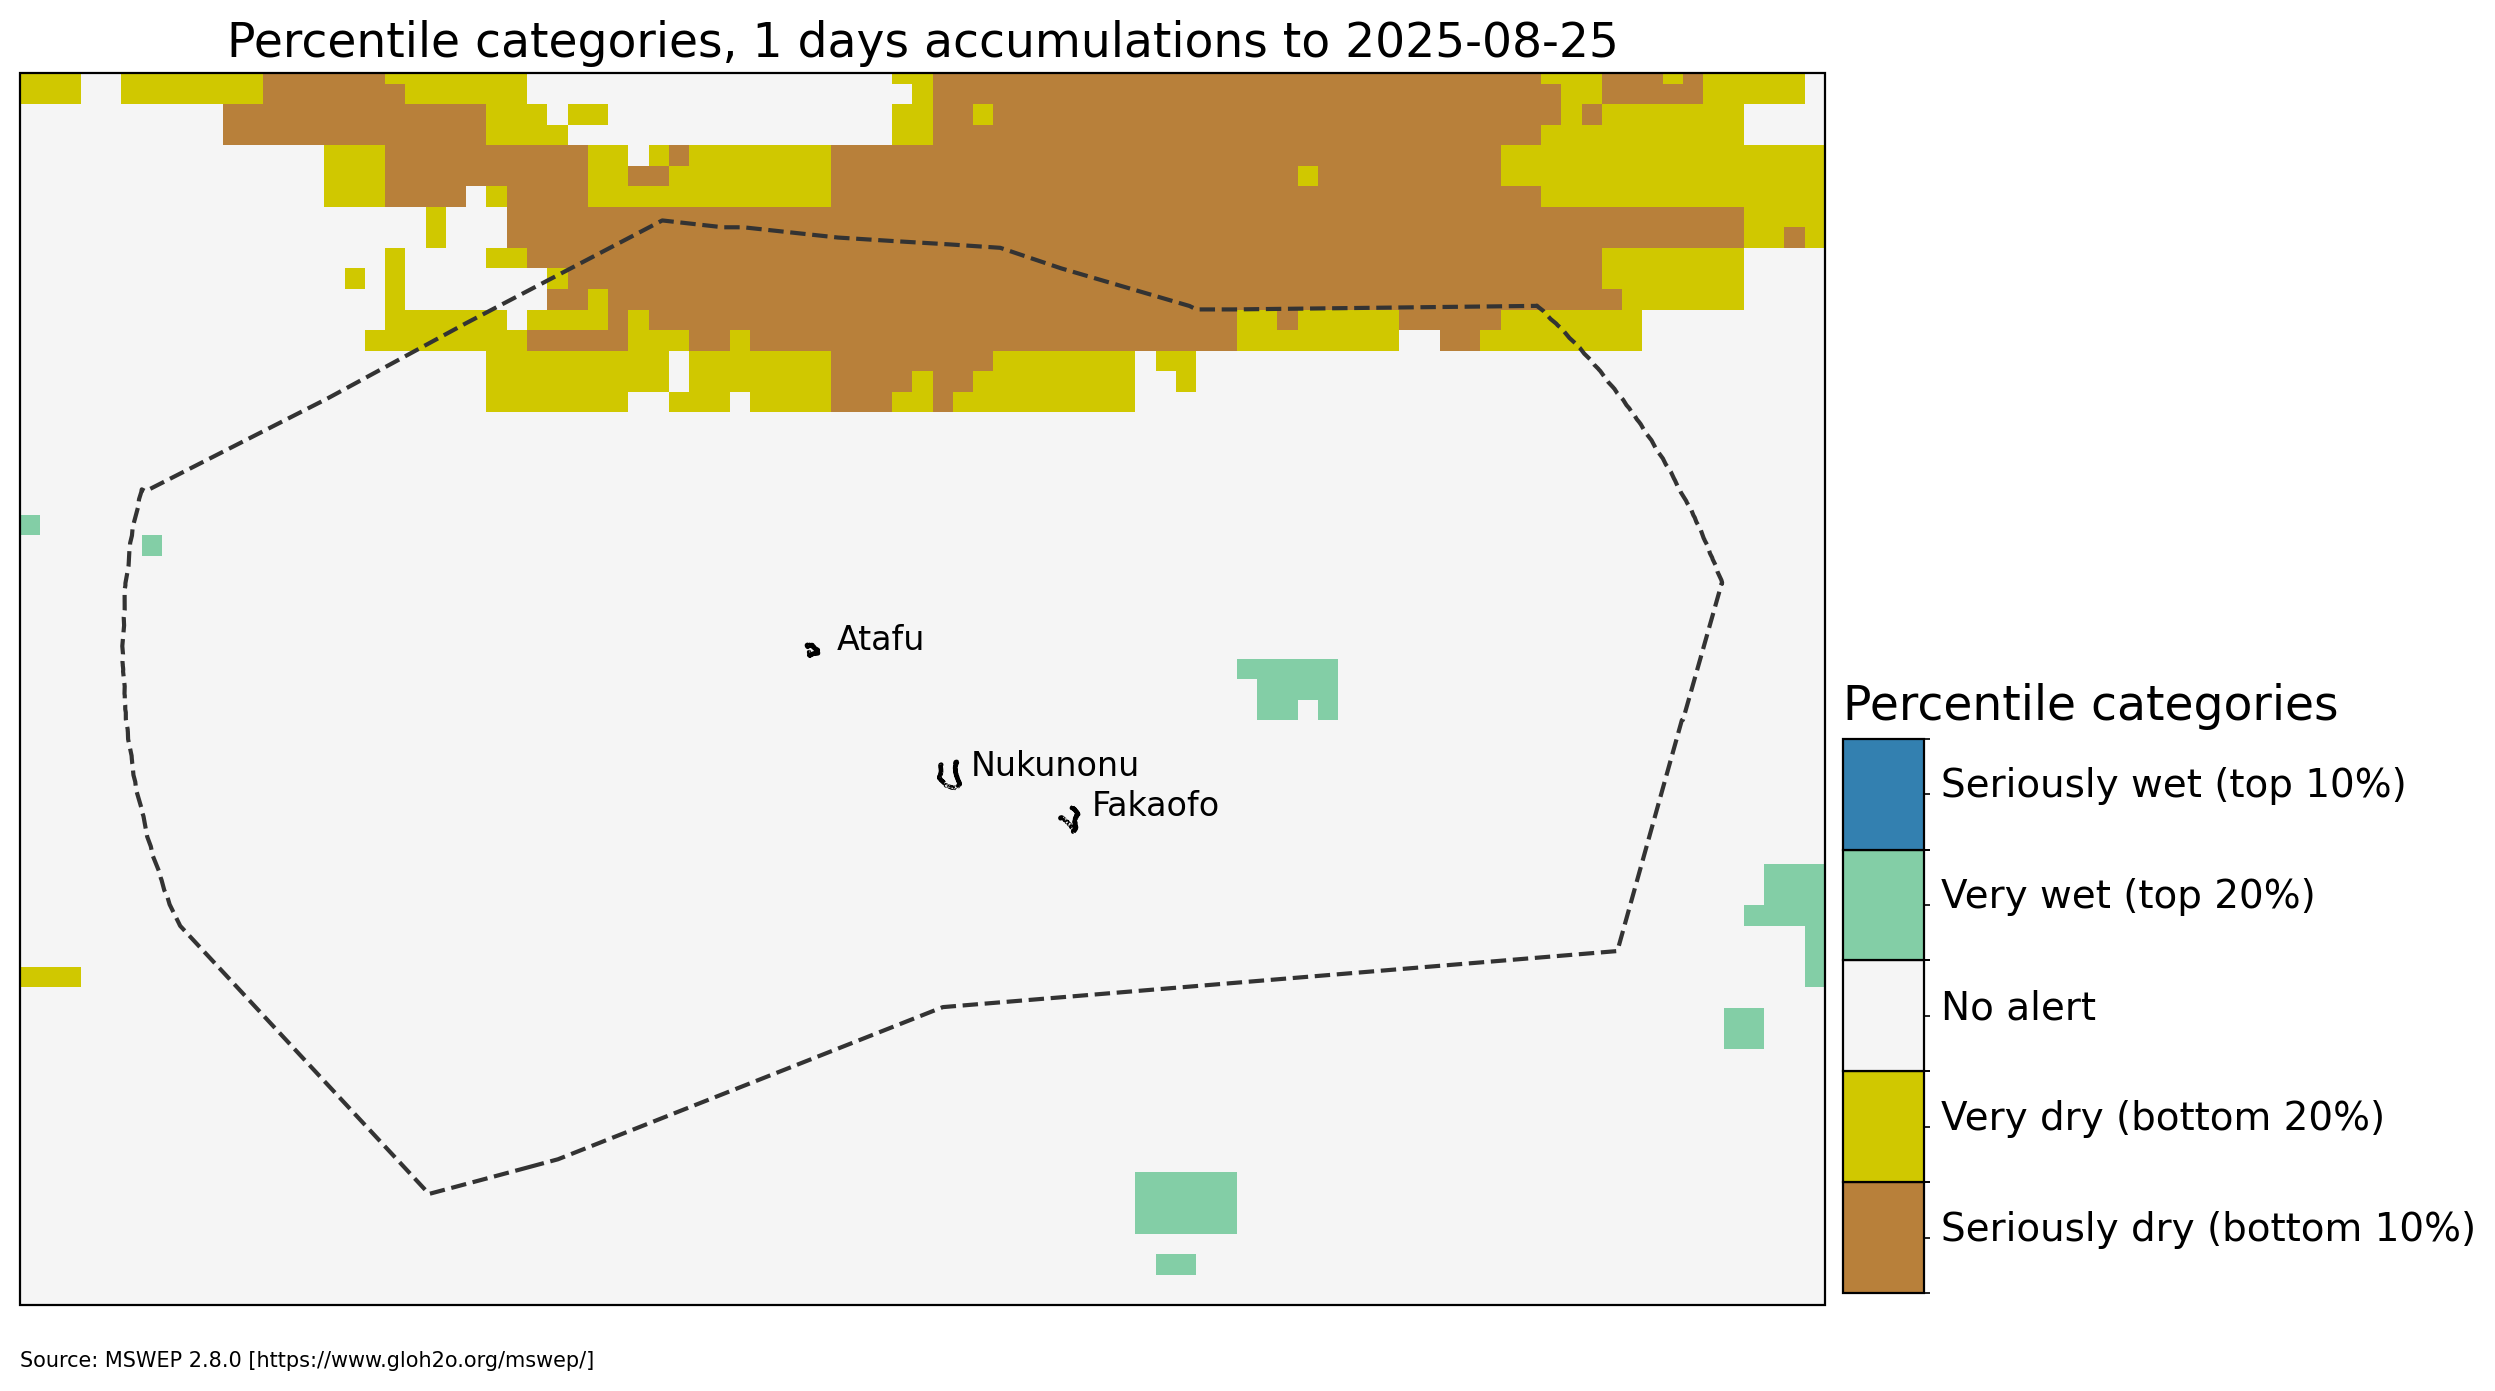 Percentile categories, 1 days accumulations to 2025-08-25
Atafu
Nukunonu
Fakaofo
Percentile categories
Seriously wet (top 10%)
Very wet (top 20%)
No alert
Very dry (bottom 20%)
Seriously dry (bottom 10%)
Source: MSWEP 2.8.0 [https://www.gloh2o.org/mswep/]